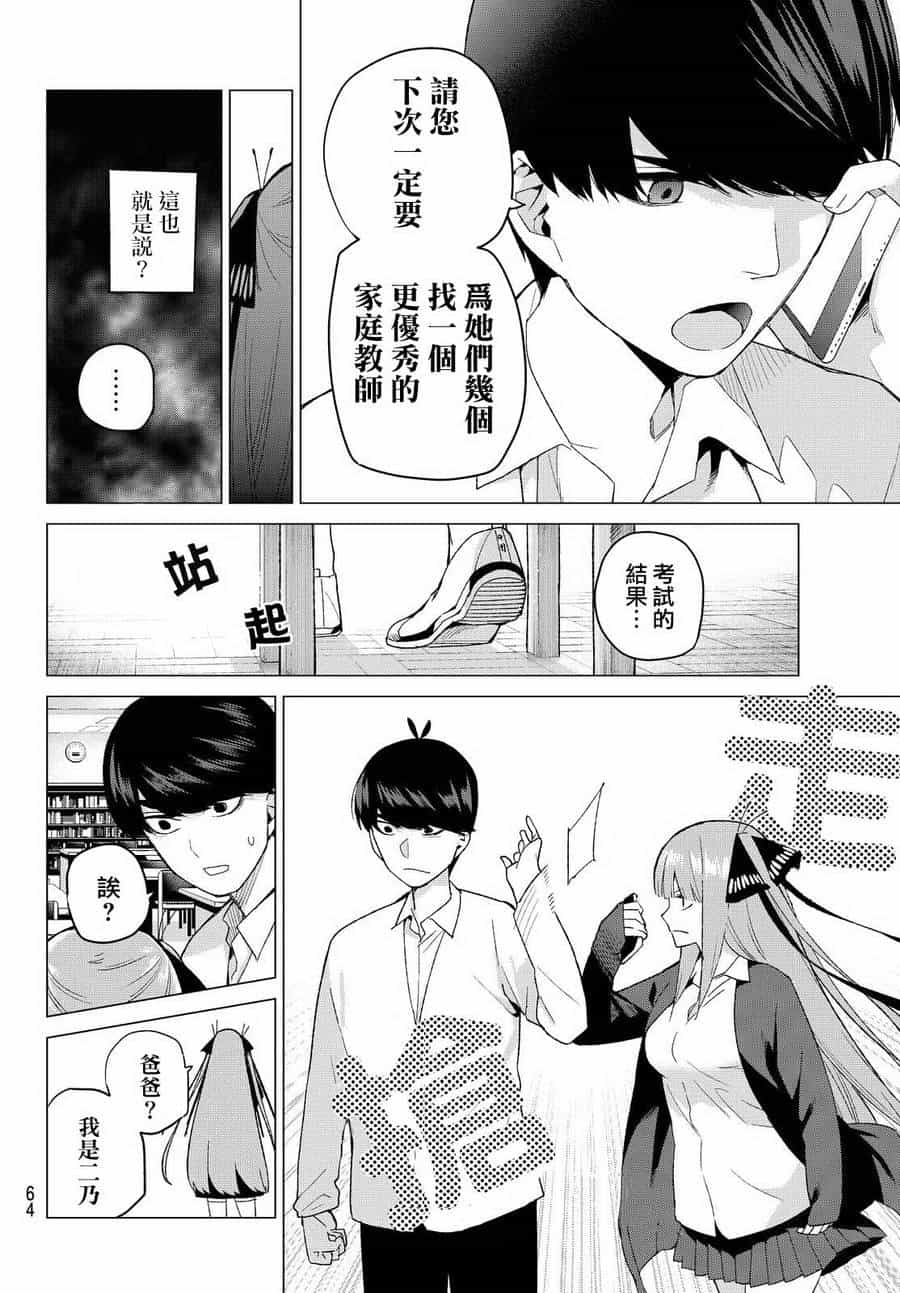 請您
下次一定要
爲她們幾個
找一個
更優秀的
家庭教師
這也
就是説？
……
考試的
結果…
站
起
走
搶
誒？
爸爸？
我是二乃
64